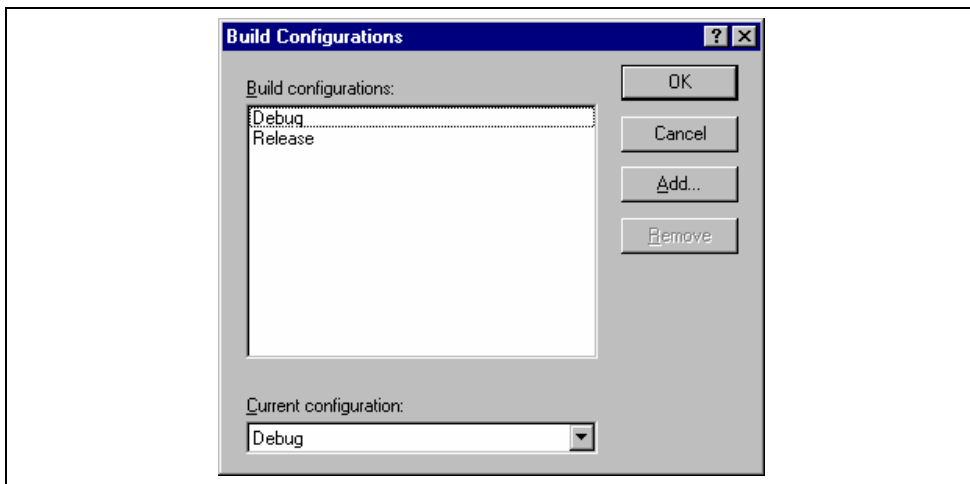 Build Configurations
Build configurations:
Debug
Release
OK
Cancel
Add...
Remove
Current configuration:
Debug